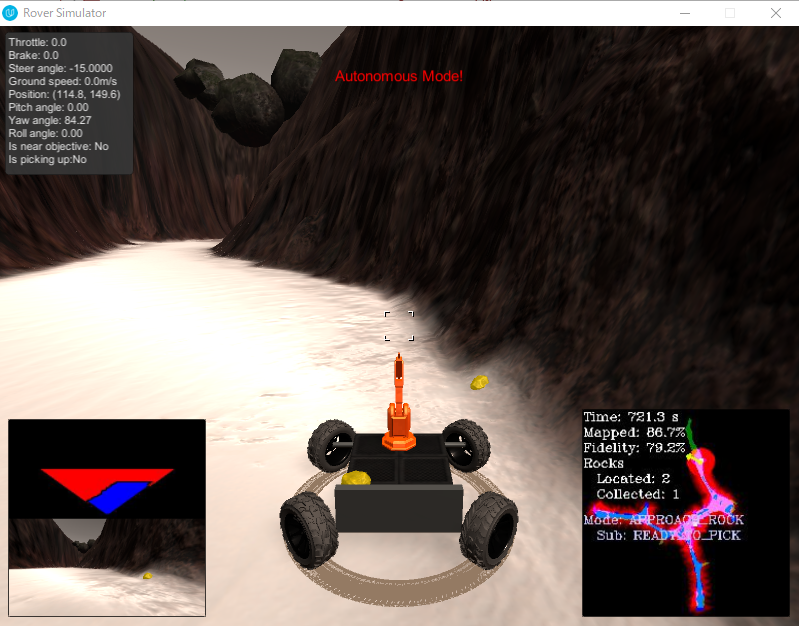 Rover Simulator
Throttle: 0.0
Brake: 0.0
Steer angle: -15.0000
Ground speed: 0.0m/s
Position: (114.8, 149.6)
Pitch angle: 0.00
Yaw angle: 84.27
Roll angle: 0.00
Is near objective: No
Is picking up:No
Autonomous Mode!
Time: 721.3 s
Mapped: 86.7%
Fidelity: 79.2%
Rocks
Located: 2
Collected: 1
Mode: APPROACH_ROCK
Sub: READY_TO_PICK